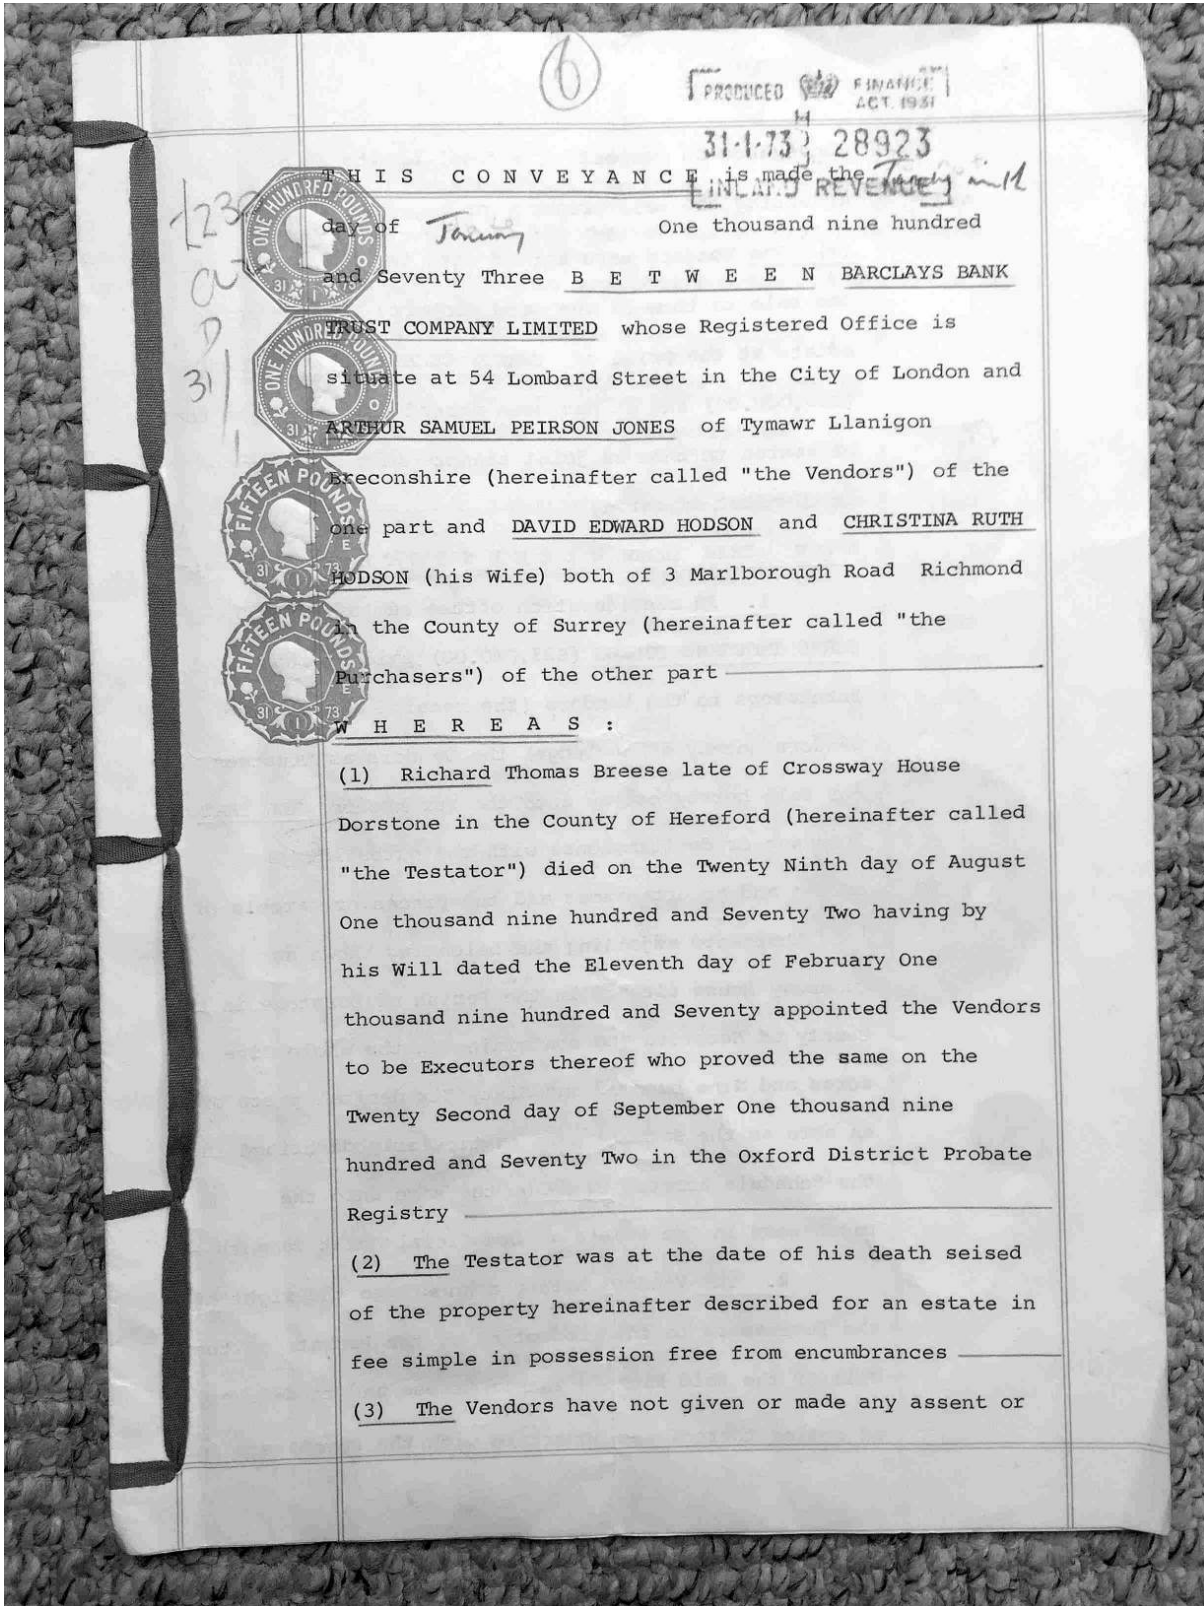 6
PRODUCED FINANCE
ACT. 1931
31·1·73 28923
INLAND REVENUE
THIS CONVEYANCE is made the
day of January One thousand nine hundred
and Seventy Three BETWEEN BARCLAYS BANK
TRUST COMPANY LIMITED whose Registered Office is
situate at 54 Lombard Street in the City of London and
ARTHUR SAMUEL PEIRSON JONES of Tymawr Llanigon
Breconshire (hereinafter called "the Vendors") of the
one part and DAVID EDWARD HODSON and CHRISTINA RUTH
HODSON (his Wife) both of 3 Marlborough Road Richmond
in the County of Surrey (hereinafter called "the
Purchasers") of the other part
WHEREAS:
(1) Richard Thomas Breese late of Crossway House
Dorstone in the County of Hereford (hereinafter called
"the Testator") died on the Twenty Ninth day of August
One thousand nine hundred and Seventy Two having by
his Will dated the Eleventh day of February One
thousand nine hundred and Seventy appointed the Vendors
to be Executors thereof who proved the same on the
Twenty Second day of September One thousand nine
hundred and Seventy Two in the Oxford District Probate
Registry
(2) The Testator was at the date of his death seised
of the property hereinafter described for an estate in
fee simple in possession free from encumbrances
(3) The Vendors have not given or made any assent or
ONE HUNDRED POUNDS
31 1
ONE HUNDRED POUNDS
31
FIFTEEN POUNDS
31 1 73
FIFTEEN POUNDS
31 1 73